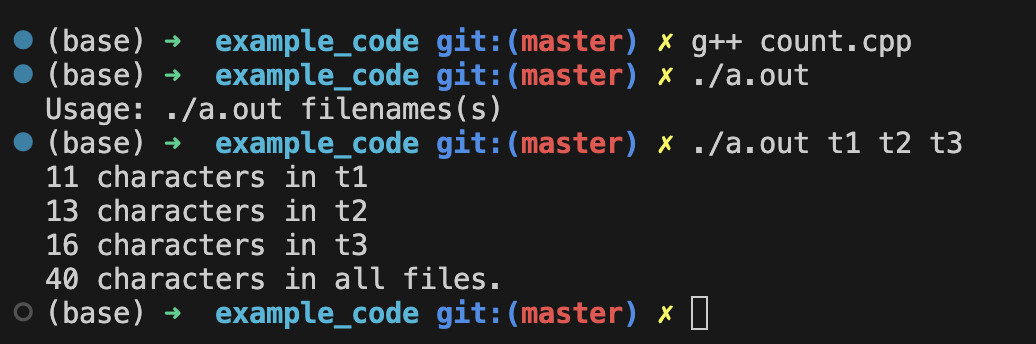 (base) ➜  example_code git:(master) ✗ g++ count.cpp
(base) ➜  example_code git:(master) ✗ ./a.out
Usage: ./a.out filenames(s)
(base) ➜  example_code git:(master) ✗ ./a.out t1 t2 t3
11 characters in t1
13 characters in t2
16 characters in t3
40 characters in all files.
(base) ➜  example_code git:(master) ✗